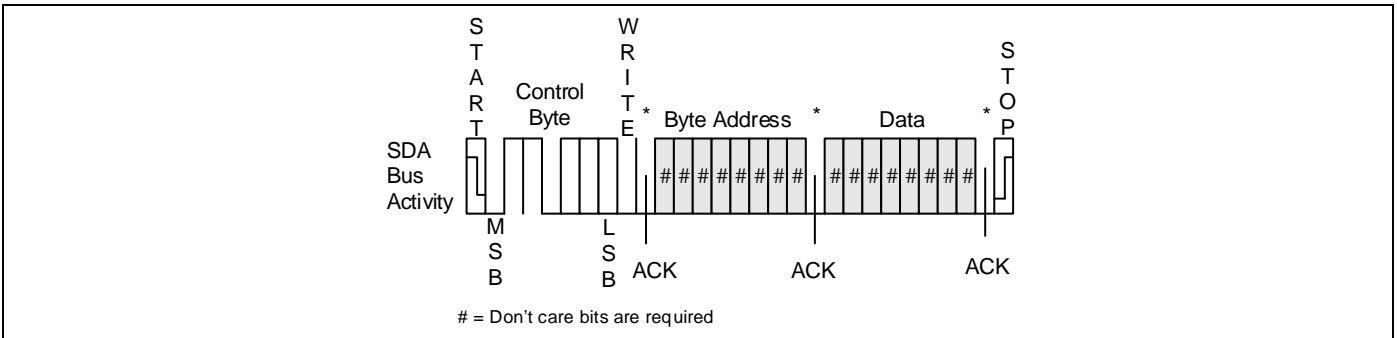 START
WRITE
STOP
Control
Byte
*
Byte Address
*
Data
*
SDA
Bus
Activity
# # # # # # # #
# # # # # # # #
MSB
LSB
ACK
ACK
ACK
# = Don't care bits are required